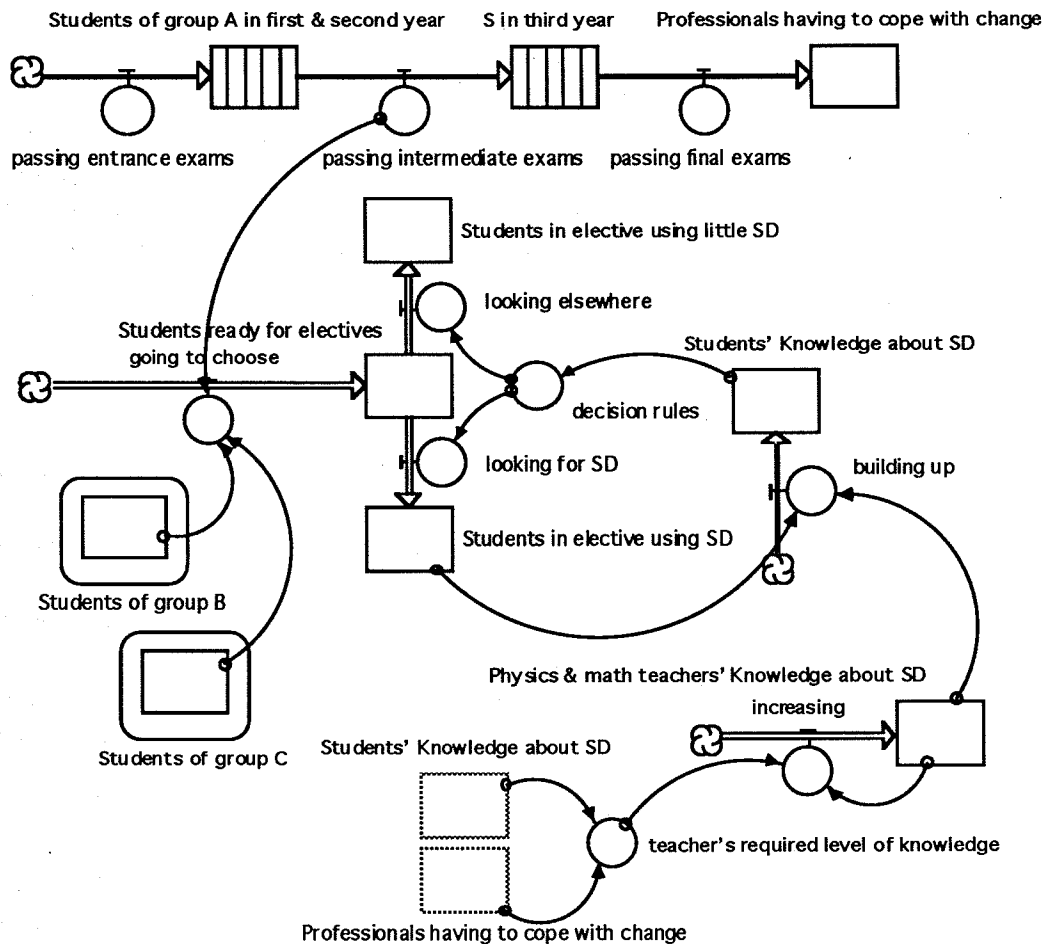 Students of group A in first & second year
S in third year
Professionals having to cope with change
passing entrance exams
passing intermediate exams
passing final exams
Students in elective using little SD
looking elsewhere
Students ready for electives
going to choose
Students' Knowledge about SD
decision rules
looking for SD
building up
Students in elective using SD
Students of group B
Physics & math teachers' Knowledge about SD
increasing
Students' Knowledge about SD
Students of group C
teacher's required level of knowledge
Professionals having to cope with change